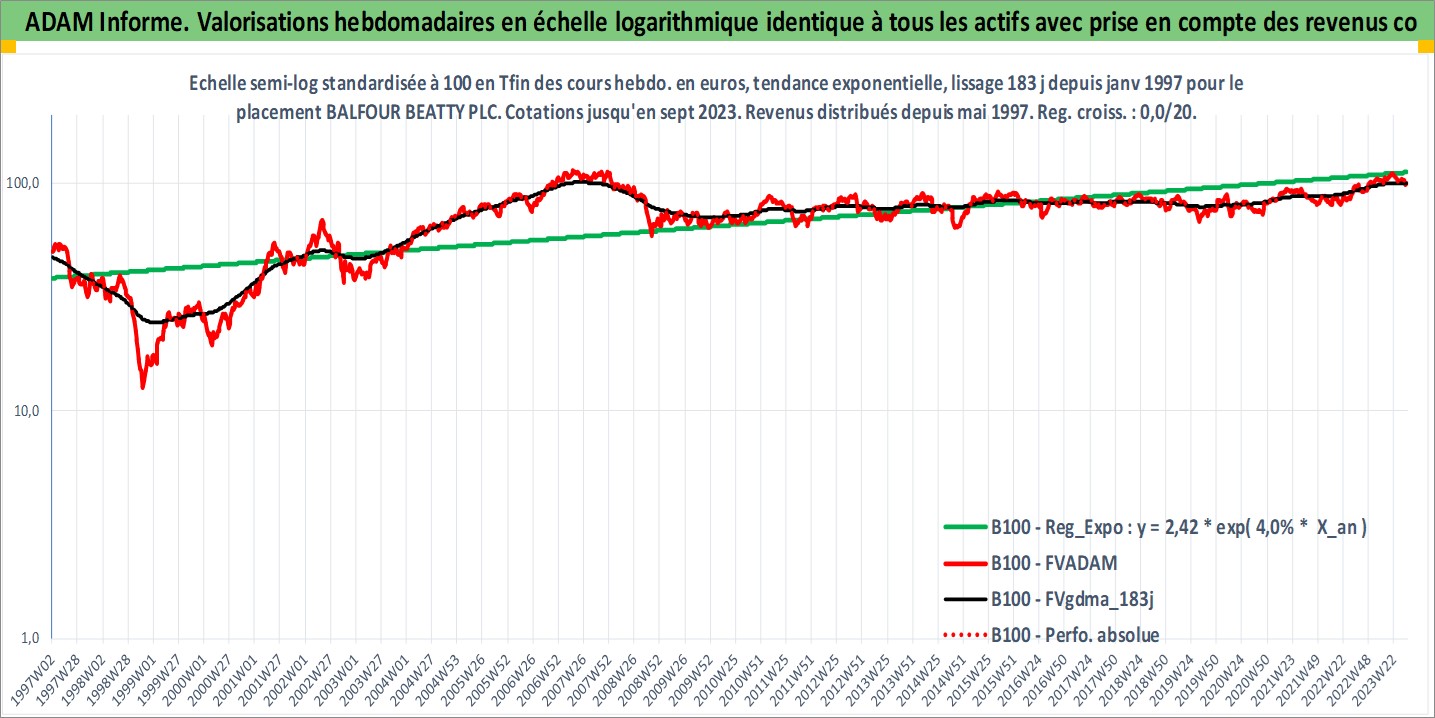 ADAM Informe. Valorisations hebdomadaires en échelle logarithmique identique à tous les actifs avec prise en compte des revenus co
Echelle semi-log standardisée à 100 en Tfin des cours hebdo. en euros, tendance exponentielle, lissage 183 j depuis janv 1997 pour le
placement BALFOUR BEATTY PLC. Cotations jusqu'en sept 2023. Revenus distribués depuis mai 1997. Reg. croiss. : 0,0/20.
100,0
10,0
1,0
B100 - Reg_Expo : y = 2,42 * exp( 4,0% * X_an )
B100 - FVADAM
B100 - FVgdma_183j
B100 - Perfo. absolue
1997W02
1997W28
1998W02
1998W28
1999W01
1999W27
2000W01
2000W27
2001W01
2001W27
2002W01
2002W27
2003W01
2003W27
2004W01
2004W27
2004W53
2005W26
2005W52
2006W26
2006W52
2007W26
2007W52
2008W26
2008W52
2009W26
2009W52
2010W25
2010W51
2011W25
2011W51
2012W25
2012W51
2013W25
2013W51
2014W25
2014W51
2015W25
2015W51
2016W24
2016W50
2017W24
2017W50
2018W24
2018W50
2019W24
2019W50
2020W24
2020W50
2021W23
2021W49
2022W22
2022W48
2023W22